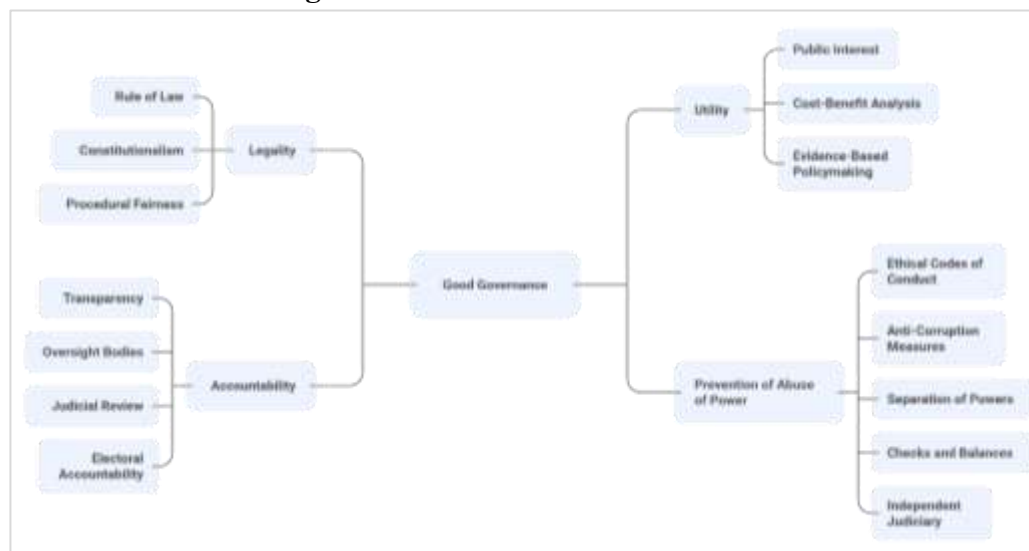 Rule of Law
Constitutionalism
Procedural Fairness
Legality
Transparency
Oversight Bodies
Judicial Review
Electoral
Accountability
Accountability
Good Governance
Utility
Public Interest
Cost-Benefit Analysis
Evidence-Based
Policymaking
Prevention of Abuse
of Power
Ethical Codes of
Conduct
Anti-Corruption
Measures
Separation of Powers
Checks and Balances
Independent
Judiciary